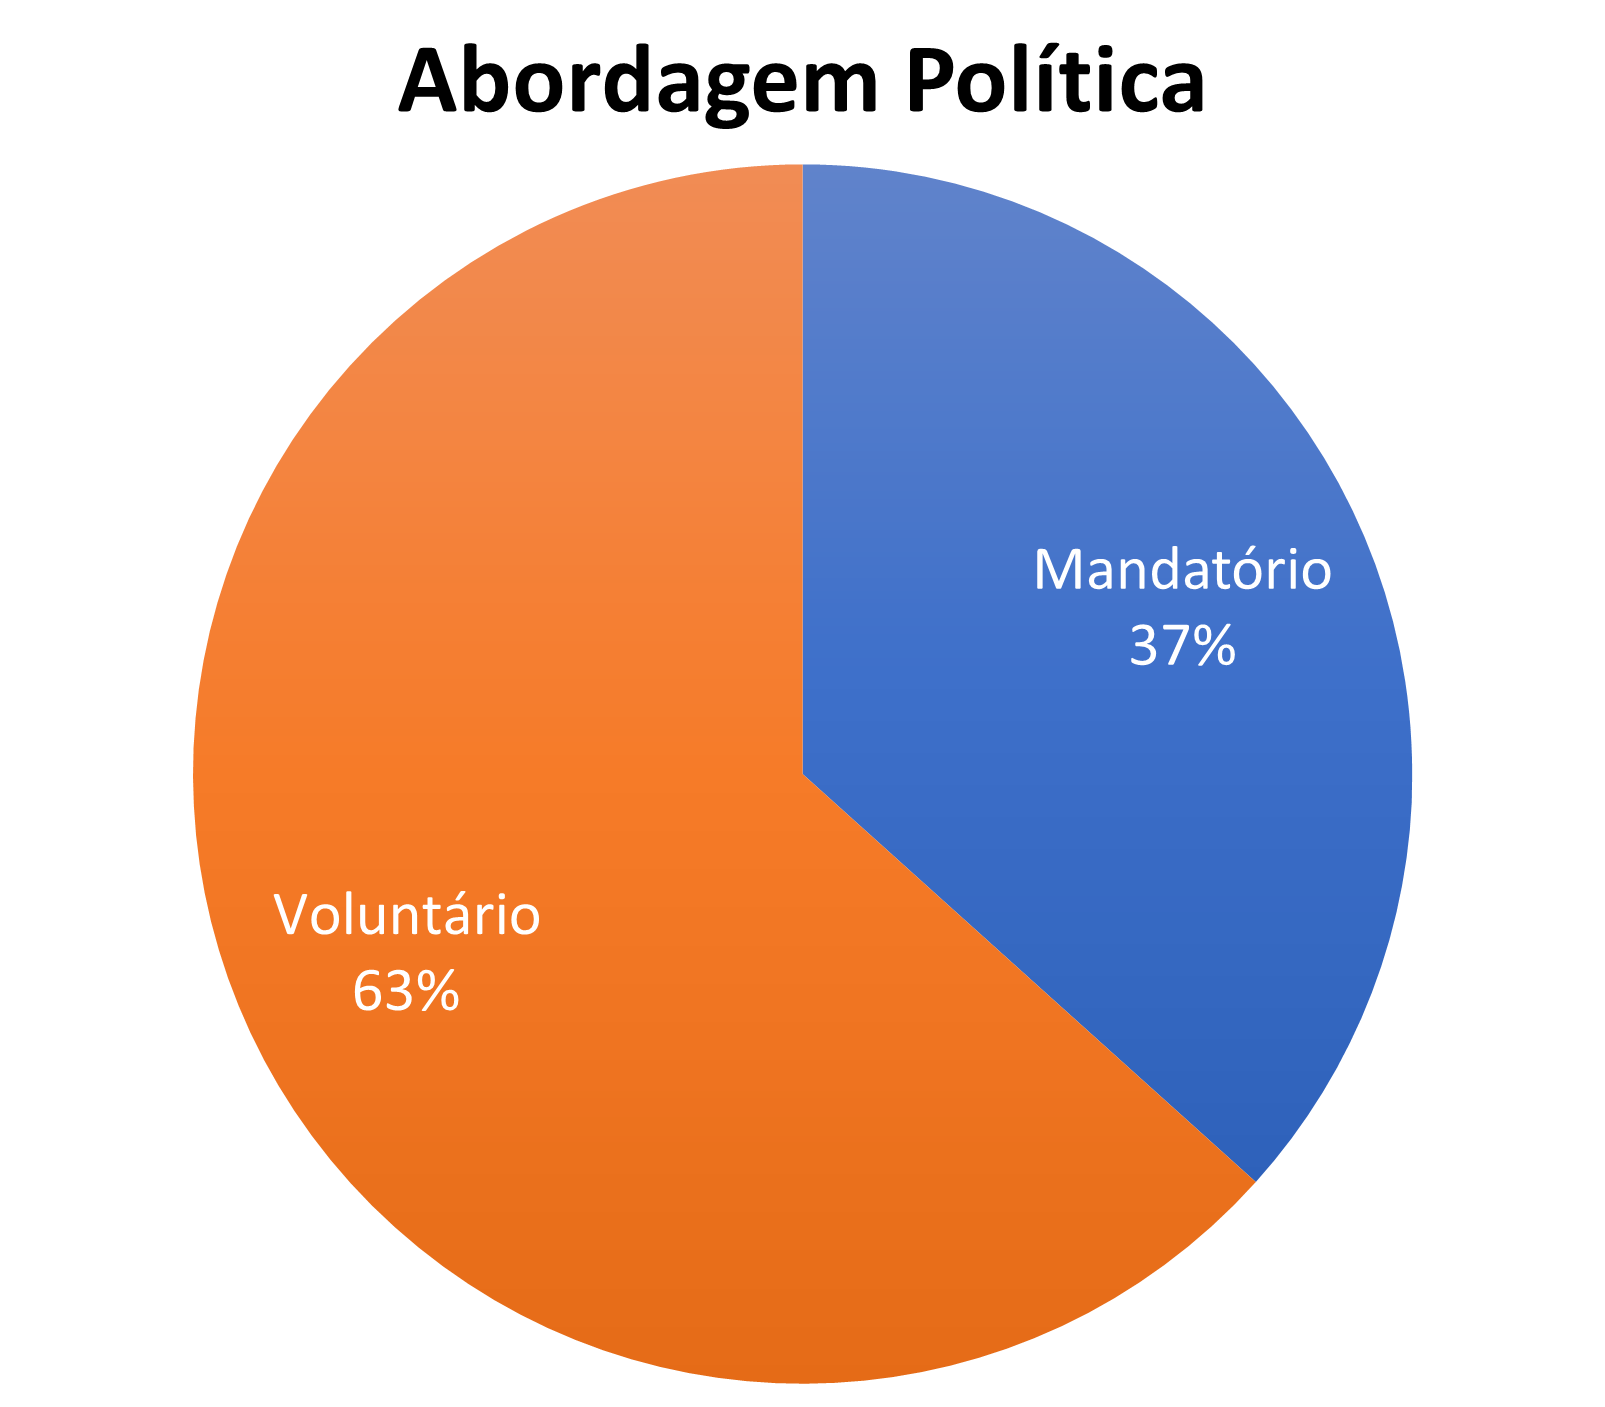 Abordagem Política
Mandatório
37%
Voluntário
63%